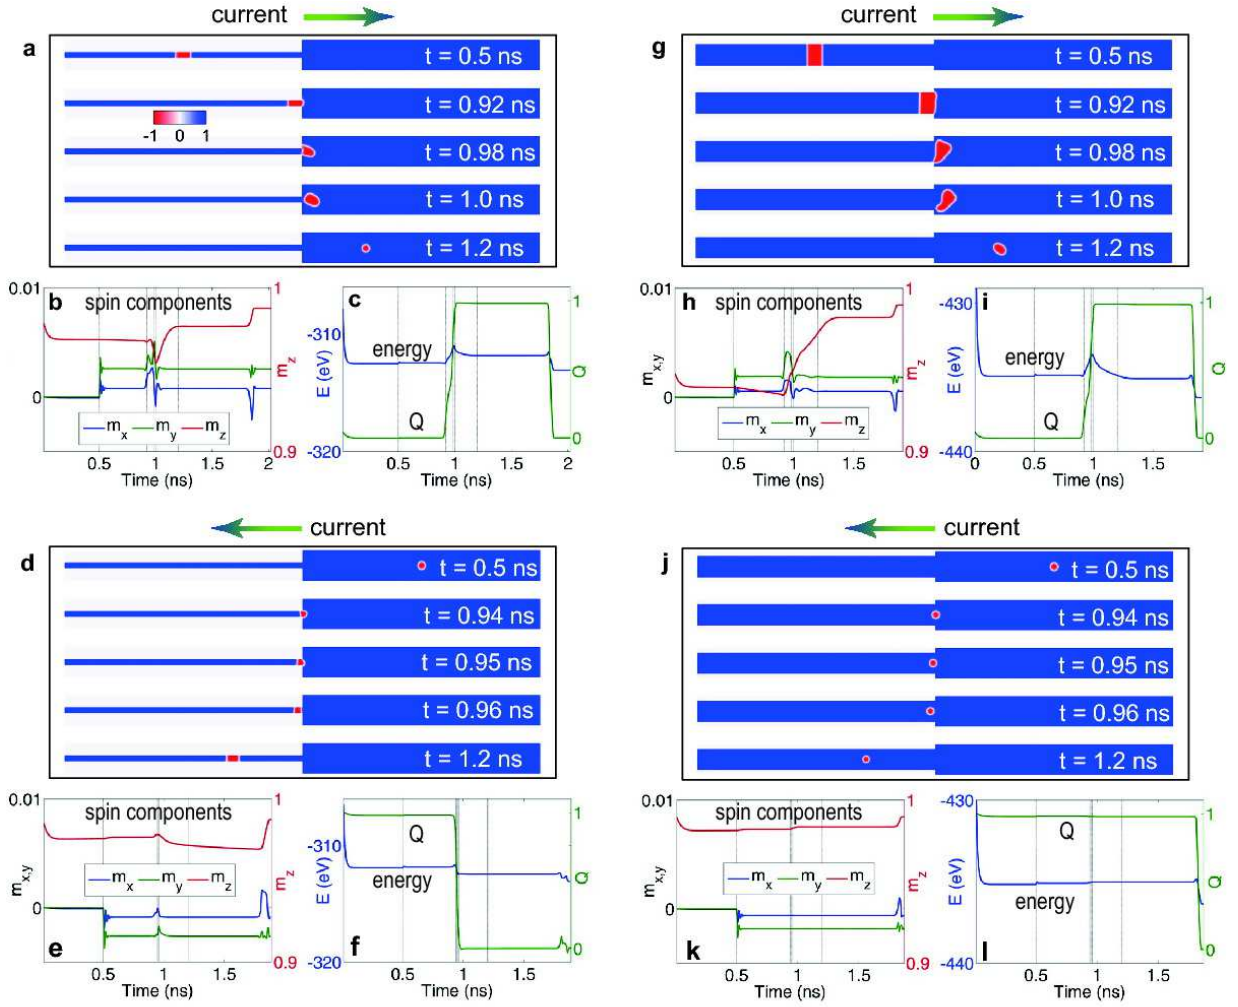 current
a
t = 0.5 ns
t = 0.92 ns
-1 0 1
t = 0.98 ns
t = 1.0 ns
t = 1.2 ns
b
spin components
0.01
0
1
0.9
m_z
m_x m_y m_z
0.5 1 1.5 2
Time (ns)
c
energy
Q
E (eV)
-310
-320
1
0
Q
0.5 1 1.5 2
Time (ns)
current
g
t = 0.5 ns
t = 0.92 ns
t = 0.98 ns
t = 1.0 ns
t = 1.2 ns
h
spin components
0.01
0
m_x,y
1
0.9
m_z
m_x m_y m_z
0.5 1 1.5
Time (ns)
i
energy
Q
E (eV)
-430
-440
1
0
Q
0 0.5 1 1.5
Time (ns)
current
d
t = 0.5 ns
t = 0.94 ns
t = 0.95 ns
t = 0.96 ns
t = 1.2 ns
e
spin components
0.01
0
m_x,y
1
0.9
m_z
m_x m_y m_z
0.5 1 1.5
Time (ns)
f
Q
energy
E (eV)
-310
-320
1
0
Q
0.5 1 1.5
Time (ns)
current
j
t = 0.5 ns
t = 0.94 ns
t = 0.95 ns
t = 0.96 ns
t = 1.2 ns
k
spin components
0.01
0
m_x,y
1
0.9
m_z
m_x m_y m_z
0.5 1 1.5
Time (ns)
l
Q
energy
E (eV)
-430
-440
1
0
Q
0.5 1 1.5
Time (ns)